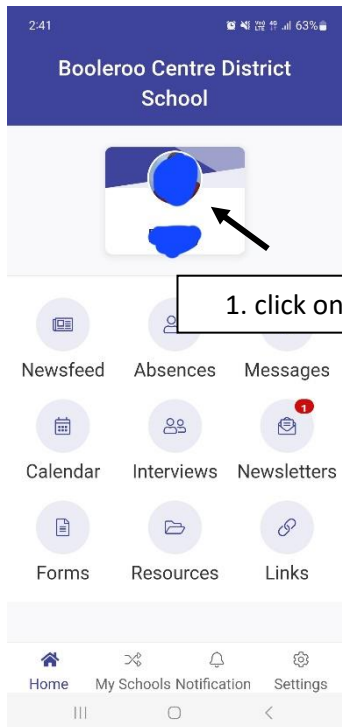 2:41 63%
Booleroo Centre District
School
1. click on
Newsfeed Absences Messages
1
Calendar Interviews Newsletters
Forms Resources Links
Home My Schools Notification Settings